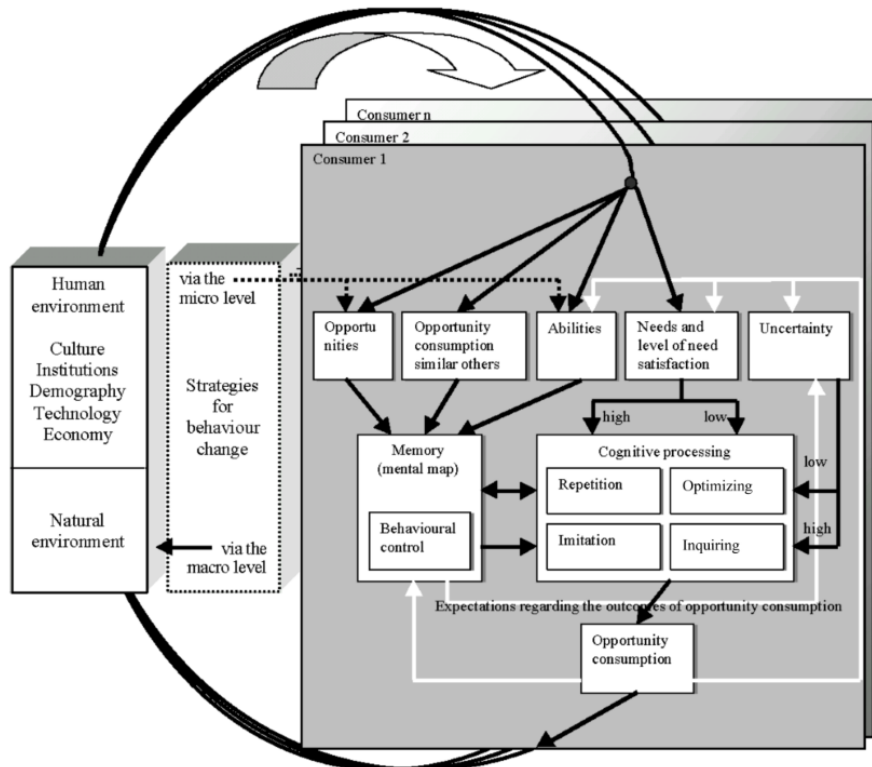 Consumer n
Consumer 2
Consumer 1
Human
environment
Culture
Institutions
Demography
Technology
Economy
Natural
environment
via the
micro level
Strategies
for
behaviour
change
via the
macro level
Opportu
nities
Opportunity
consumption
similar others
Abilities
Needs and
level of need
satisfaction
Uncertainty
high
low
Memory
(mental map)
Behavioural
control
Cognitive processing
Repetition
Optimizing
Imitation
Inquiring
low
high
Expectations regarding the outcomes of opportunity consumption
Opportunity
consumption